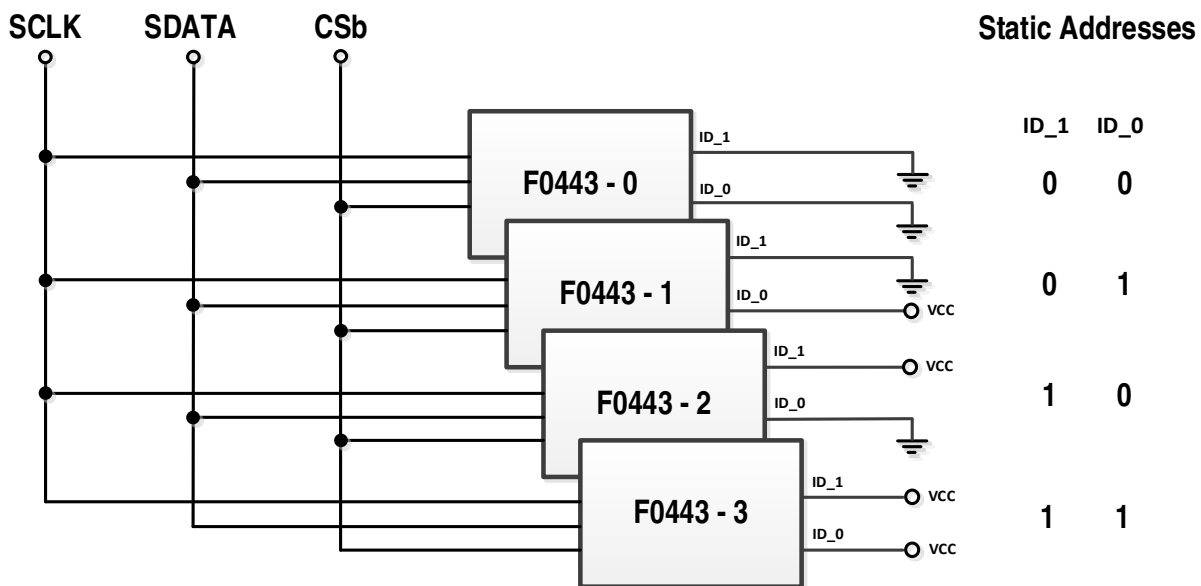 SCLK SDATA CSb Static Addresses
ID_1 ID_0
ID_1
F0443 - 0 0 0
ID_0
ID_1
F0443 - 1 0 1
ID_0 VCC
ID_1 VCC
F0443 - 2 1 0
ID_0
ID_1 VCC
F0443 - 3 1 1
ID_0 VCC